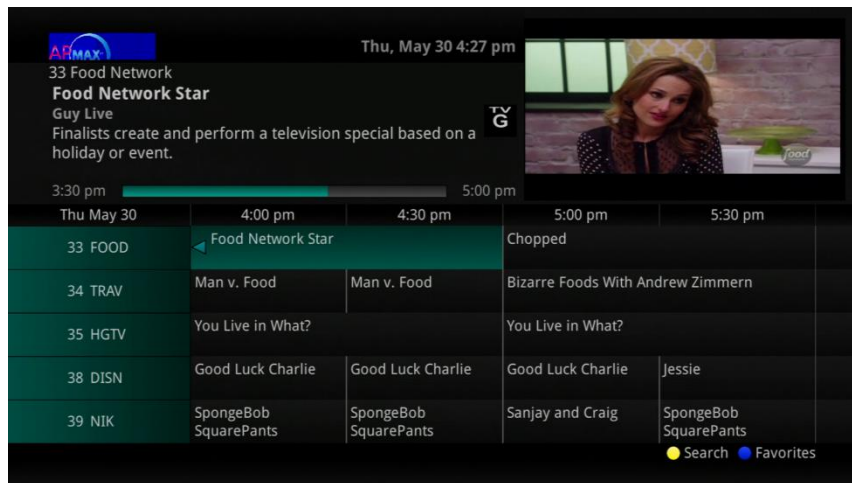 ARMAX
Thu, May 30 4:27 pm
33 Food Network
Food Network Star
Guy Live
TV
G
Finalists create and perform a television special based on a
holiday or event.
food
3:30 pm 5:00 pm
Thu May 30 4:00 pm 4:30 pm 5:00 pm 5:30 pm
33 FOOD Food Network Star Chopped
34 TRAV Man v. Food Man v. Food Bizarre Foods With Andrew Zimmern
35 HGTV You Live in What? You Live in What?
38 DISN Good Luck Charlie Good Luck Charlie Good Luck Charlie Jessie
39 NIK SpongeBob SpongeBob Sanjay and Craig SpongeBob
SquarePants SquarePants SquarePants
Search Favorites